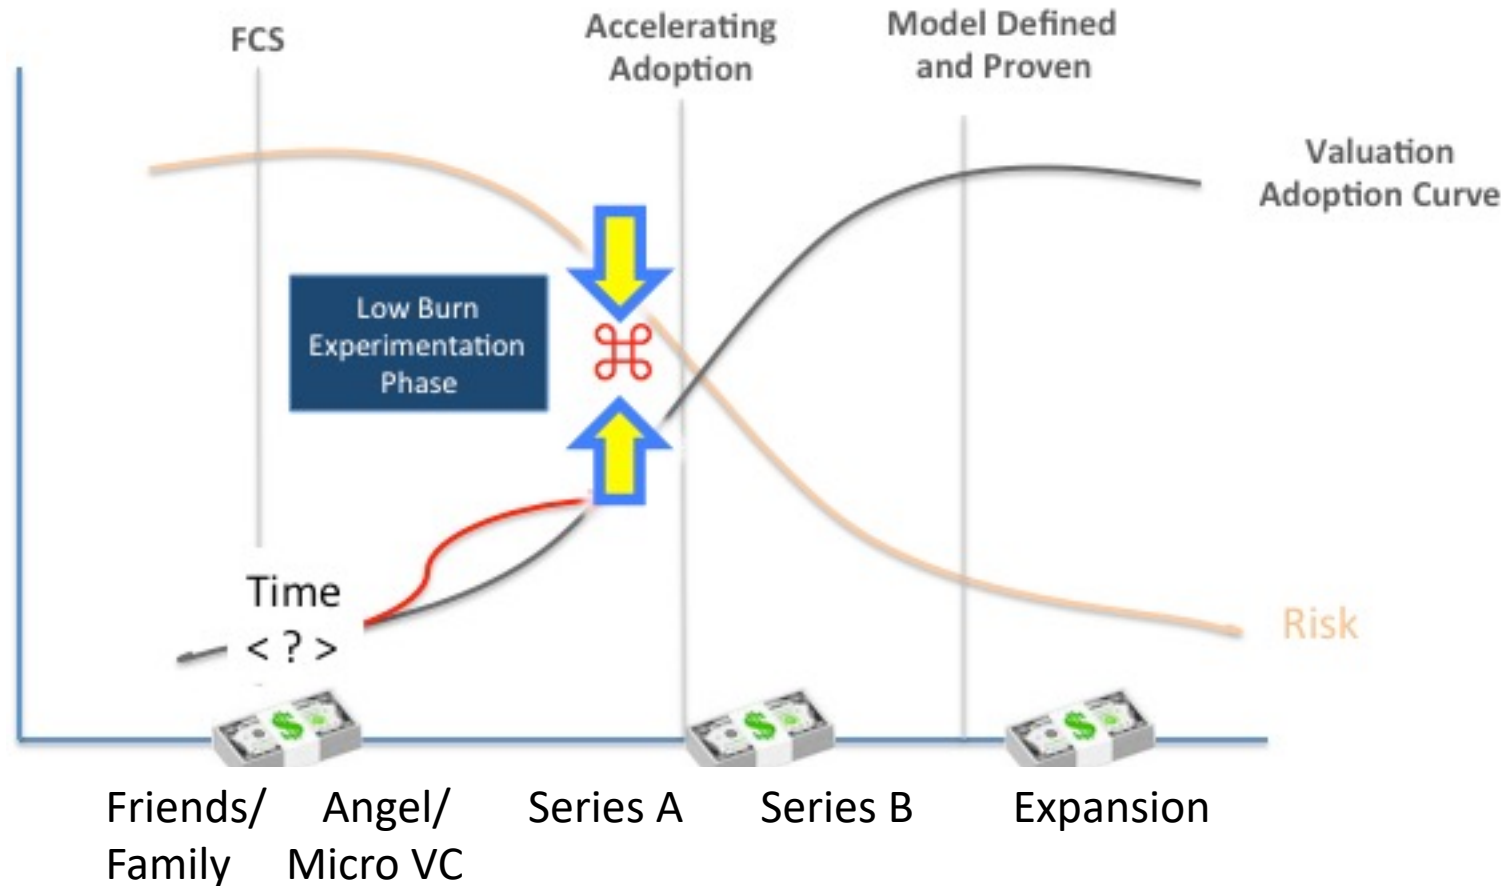 FCS
Accelerating
Adoption
Model Defined
and Proven
Valuation
Adoption Curve
Low Burn
Experimentation
Phase
⌘
Time
< ? >
Risk
$
$
$
Friends/
Family
Angel/
Micro VC
Series A
Series B
Expansion